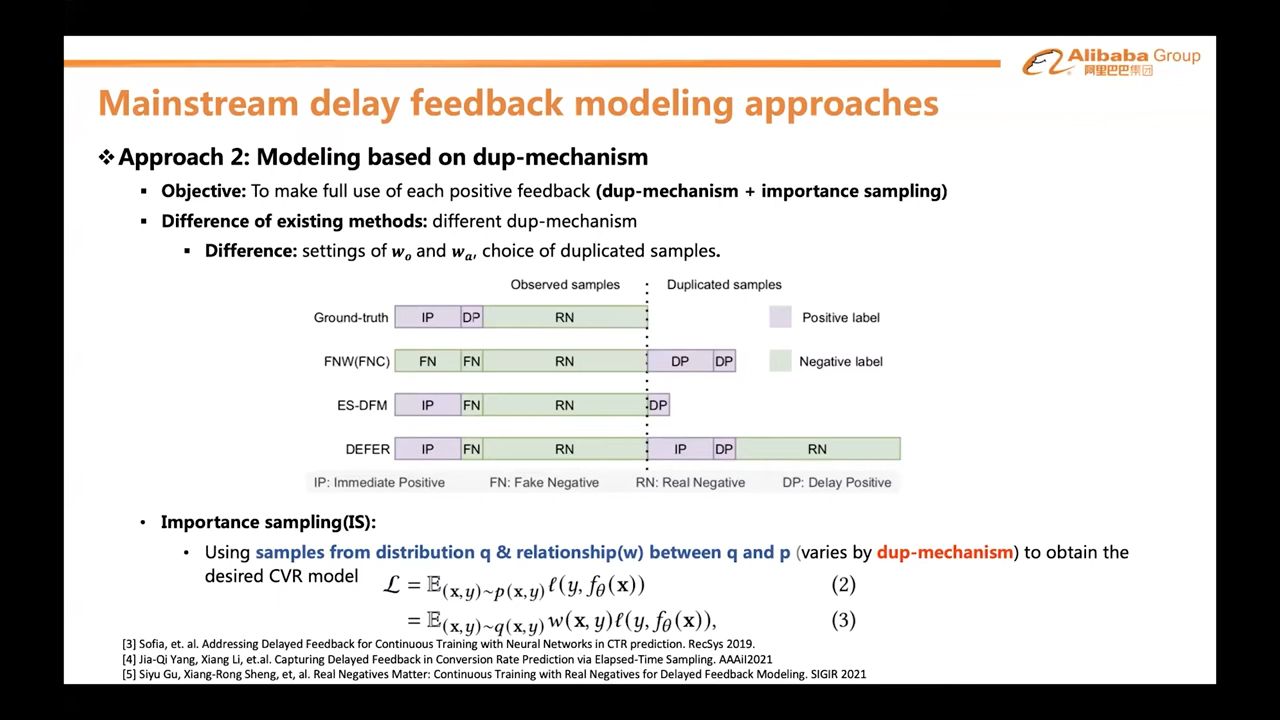 Alibaba Group
阿里巴巴集团
Mainstream delay feedback modeling approaches
❖Approach 2: Modeling based on dup-mechanism
▪ Objective: To make full use of each positive feedback (dup-mechanism + importance sampling)
▪ Difference of existing methods: different dup-mechanism
▪ Difference: settings of wₒ and wₐ, choice of duplicated samples.
Observed samples Duplicated samples
Ground-truth IP DP RN Positive label
FNW(FNC) FN FN RN DP DP Negative label
ES-DFM IP FN RN DP
DEFER IP FN RN IP DP RN
IP: Immediate Positive FN: Fake Negative RN: Real Negative DP: Delay Positive
• Importance sampling(IS):
• Using samples from distribution q & relationship(w) between q and p (varies by dup-mechanism) to obtain the
desired CVR model
ℒ = 𝔼(x,y)~p(x,y)ℓ(y, fθ(x)) (2)
= 𝔼(x,y)~q(x,y)w(x, y)ℓ(y, fθ(x)), (3)
[3] Sofia, et. al. Addressing Delayed Feedback for Continuous Training with Neural Networks in CTR prediction. RecSys 2019.
[4] Jia-Qi Yang, Xiang Li, et.al. Capturing Delayed Feedback in Conversion Rate Prediction via Elapsed-Time Sampling. AAAI2021
[5] Siyu Gu, Xiang-Rong Sheng, et, al. Real Negatives Matter: Continuous Training with Real Negatives for Delayed Feedback Modeling. SIGIR 2021